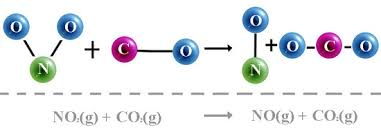 O O O
+ C O → + O C O
N N
NO₂(g) + CO₂(g) → NO(g) + CO₂(g)